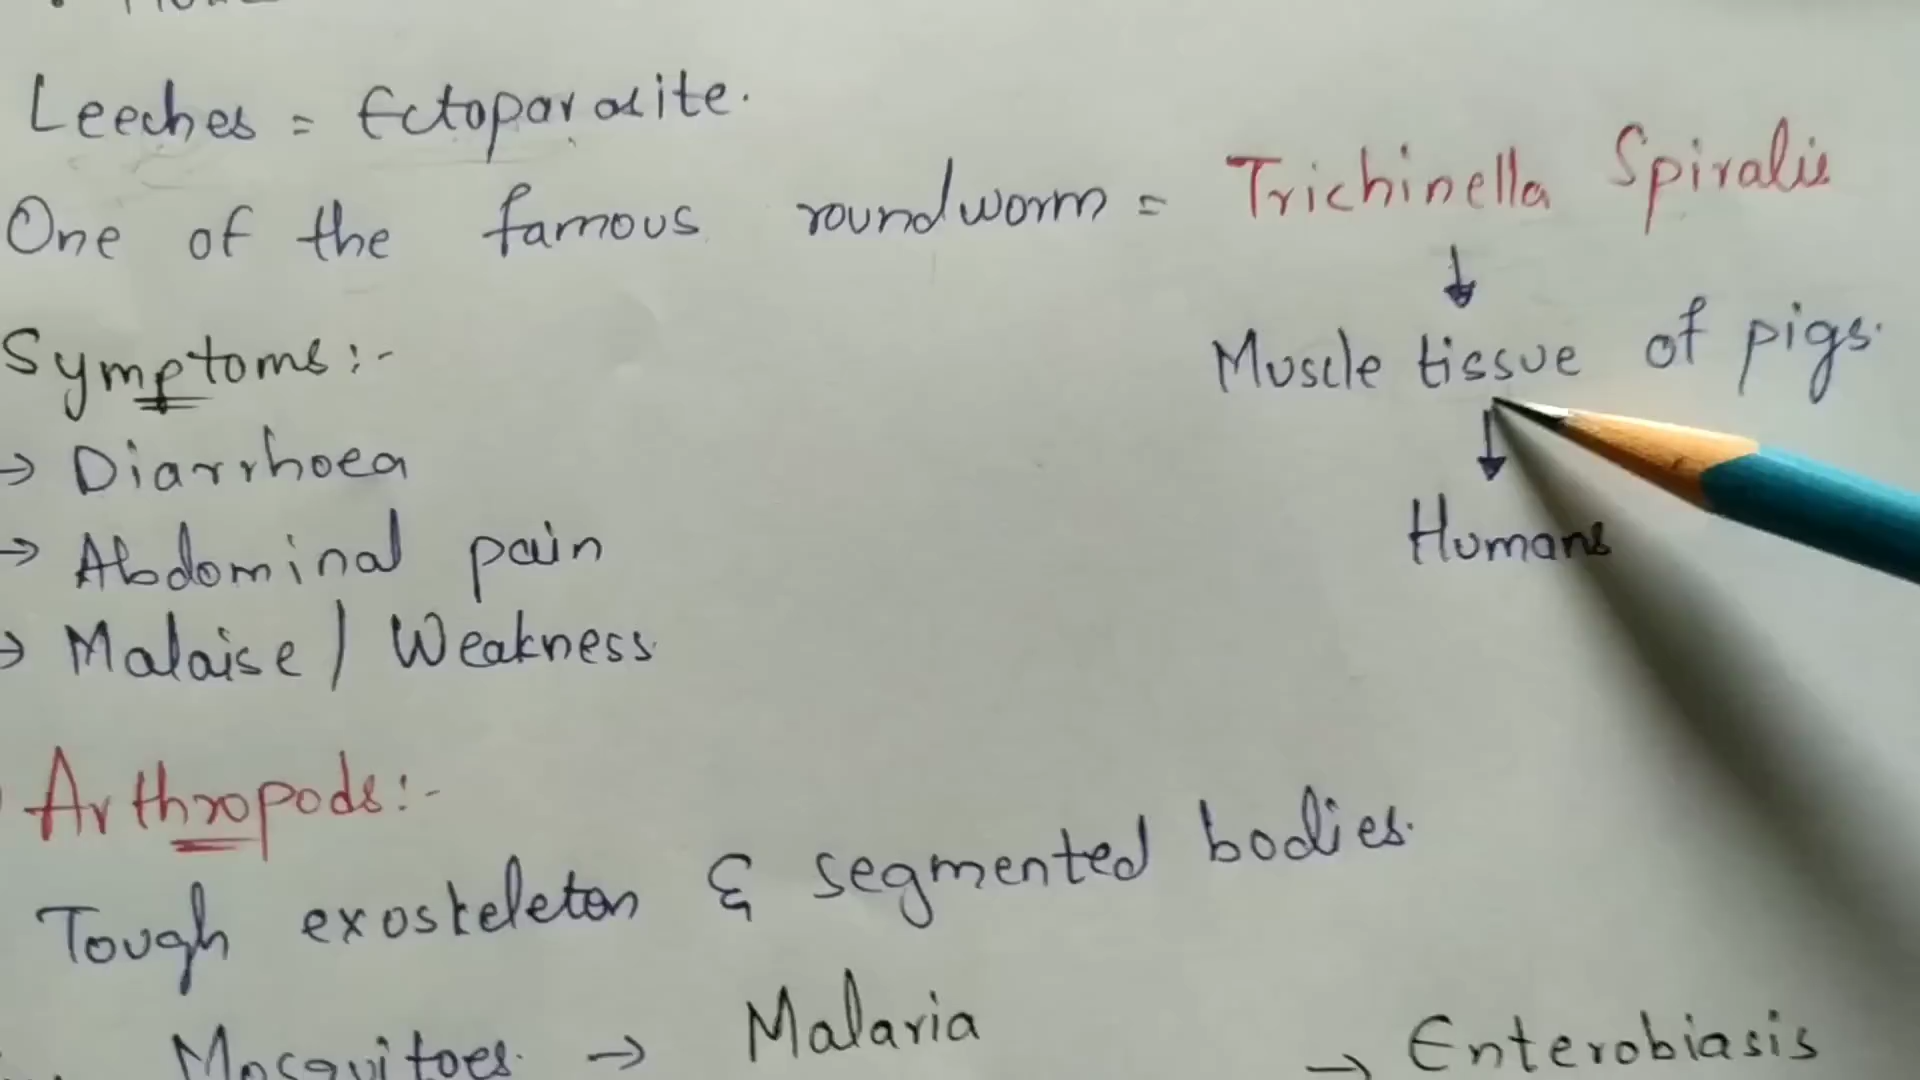 Leeches = Ectoparasite.
One of the famous roundworm = Trichinella Spiralis
↓
Muscle tissue of pigs.
↓
Humans
Symptoms:-
→ Diarrhoea
→ Abdominal pain
→ Malaise / Weakness.
Arthropods:-
Tough exoskeleton & segmented bodies.
Mosquitoes. → Malaria
→ Enterobiasis